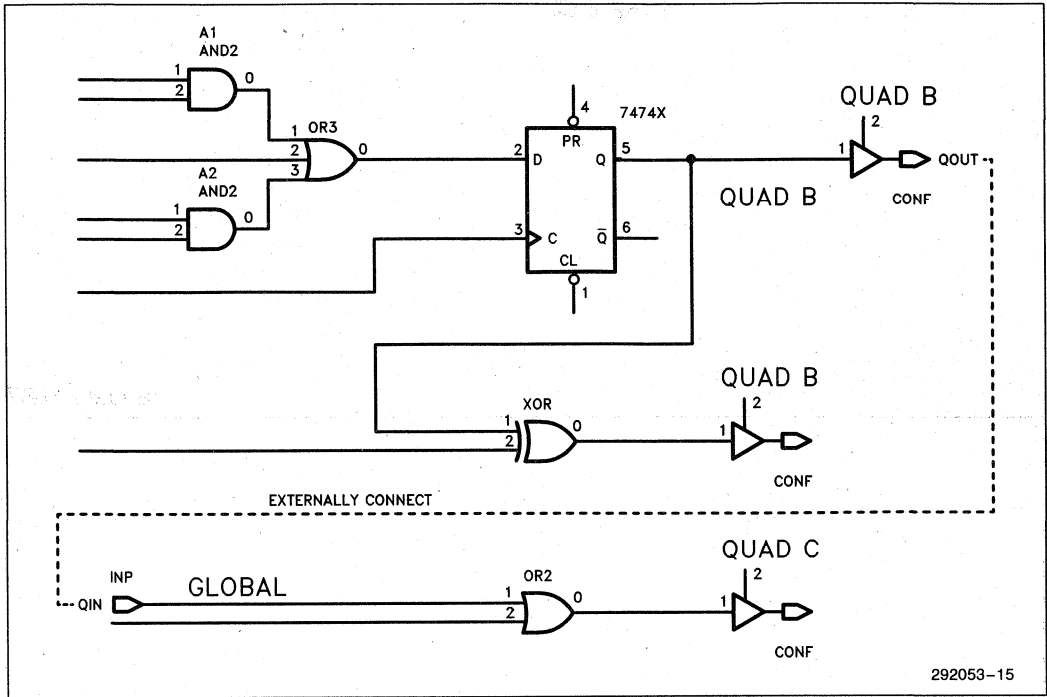 A1
AND2
1
2
0
OR3
1
2
3
0
A2
AND2
1
2
0
4
7474X
PR
2
D
Q
5
3
C
Q̅
6
CL
1
QUAD B
QUAD B
2
1
QOUT
CONF
XOR
1
2
0
QUAD B
2
1
CONF
EXTERNALLY CONNECT
QIN
INP
GLOBAL
OR2
1
2
0
QUAD C
2
1
CONF
292053-15